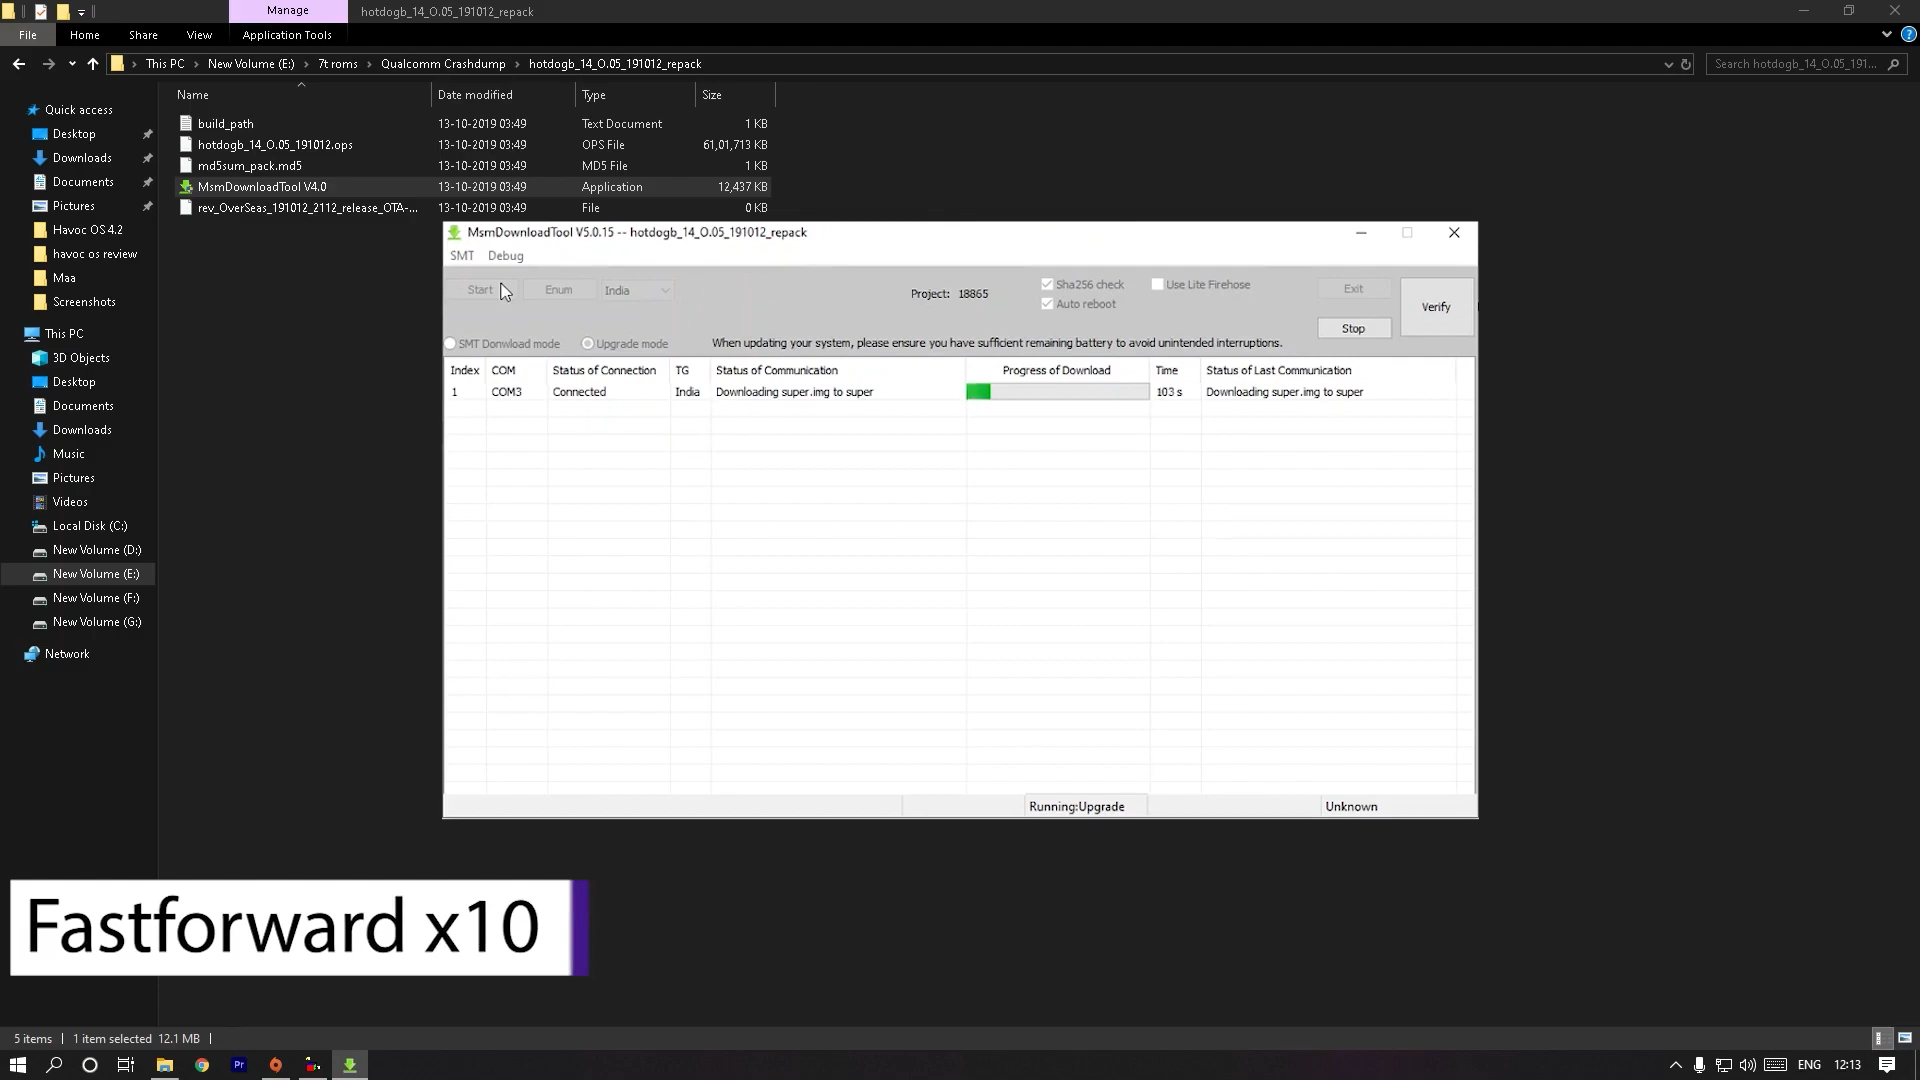 Manage hotdogb_14_O.05_191012_repack
File Home Share View Application Tools
This PC New Volume (E:) 7t roms Qualcomm Crashdump hotdogb_14_O.05_191012_repack Search hotdogb_14_O.05_191...
Name Date modified Type Size
build_path 13-10-2019 03:49 Text Document 1 KB
hotdogb_14_O.05_191012.ops 13-10-2019 03:49 OPS File 61,01,713 KB
md5sum_pack.md5 13-10-2019 03:49 MD5 File 1 KB
MsmDownloadTool V4.0 13-10-2019 03:49 Application 12,437 KB
rev_OverSeas_191012_2112_release_OTA-... 13-10-2019 03:49 File 0 KB
Quick access
Desktop
Downloads
Documents
Pictures
Havoc OS 4.2
havoc os review
Maa
Screenshots
This PC
3D Objects
Desktop
Documents
Downloads
Music
Pictures
Videos
Local Disk (C:)
New Volume (D:)
New Volume (E:)
New Volume (F:)
New Volume (G:)
Network
MsmDownloadTool V5.0.15 -- hotdogb_14_O.05_191012_repack
SMT Debug
Start Enum India Project: 18865 Sha256 check Use Lite Firehose Exit
Auto reboot Verify
Stop
SMT Donwload mode Upgrade mode When updating your system, please ensure you have sufficient remaining battery to avoid unintended interruptions.
Index COM Status of Connection TG Status of Communication Progress of Download Time Status of Last Communication
1 COM3 Connected India Downloading super.img to super 103 s Downloading super.img to super
Running:Upgrade Unknown
Fastforward x10
5 items 1 item selected 12.1 MB
Pr ENG 12:13